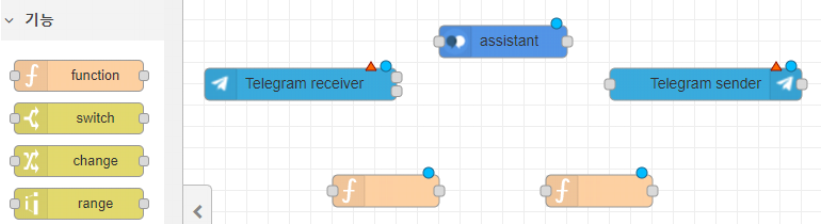 기능
function
switch
change
range
assistant
Telegram receiver
Telegram sender